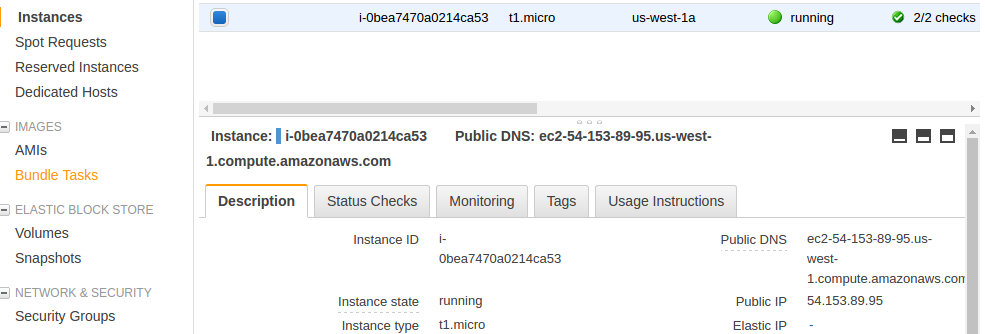 Instances
Spot Requests
Reserved Instances
Dedicated Hosts
IMAGES
AMIs
Bundle Tasks
ELASTIC BLOCK STORE
Volumes
Snapshots
NETWORK & SECURITY
Security Groups
i-0bea7470a0214ca53 t1.micro us-west-1a running 2/2 checks
Instance: i-0bea7470a0214ca53 Public DNS: ec2-54-153-89-95.us-west-
1.compute.amazonaws.com
Description Status Checks Monitoring Tags Usage Instructions
Instance ID i-
0bea7470a0214ca53
Instance state running
Instance type t1.micro
Public DNS ec2-54-153-89-95.us-
west-
1.compute.amazonaws.com
Public IP 54.153.89.95
Elastic IP -